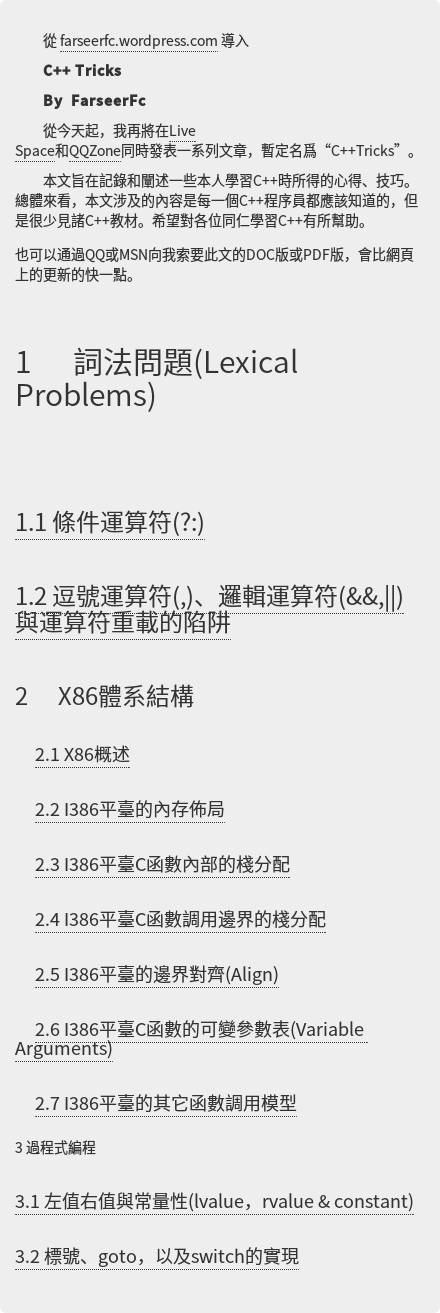 從 farseerfc.wordpress.com 導入
C++ Tricks
By FarseerFc
從今天起，我再將在Live
Space和QQZone同時發表一系列文章，暫定名爲“C++Tricks”。
本文旨在記錄和闡述一些本人學習C++時所得的心得、技巧。
總體來看，本文涉及的內容是每一個C++程序員都應該知道的，但
是很少見諸C++教材。希望對各位同仁學習C++有所幫助。
也可以通過QQ或MSN向我索要此文的DOC版或PDF版，會比網頁
上的更新的快一點。
1 詞法問題(Lexical
Problems)
1.1 條件運算符(?:)
1.2 逗號運算符(,)、邏輯運算符(&&,||)
與運算符重載的陷阱
2 X86體系結構
2.1 X86概述
2.2 I386平臺的內存佈局
2.3 I386平臺C函數內部的棧分配
2.4 I386平臺C函數調用邊界的棧分配
2.5 I386平臺的邊界對齊(Align)
2.6 I386平臺C函數的可變參數表(Variable
Arguments)
2.7 I386平臺的其它函數調用模型
3 過程式編程
3.1 左值右值與常量性(lvalue，rvalue & constant)
3.2 標號、goto，以及switch的實現